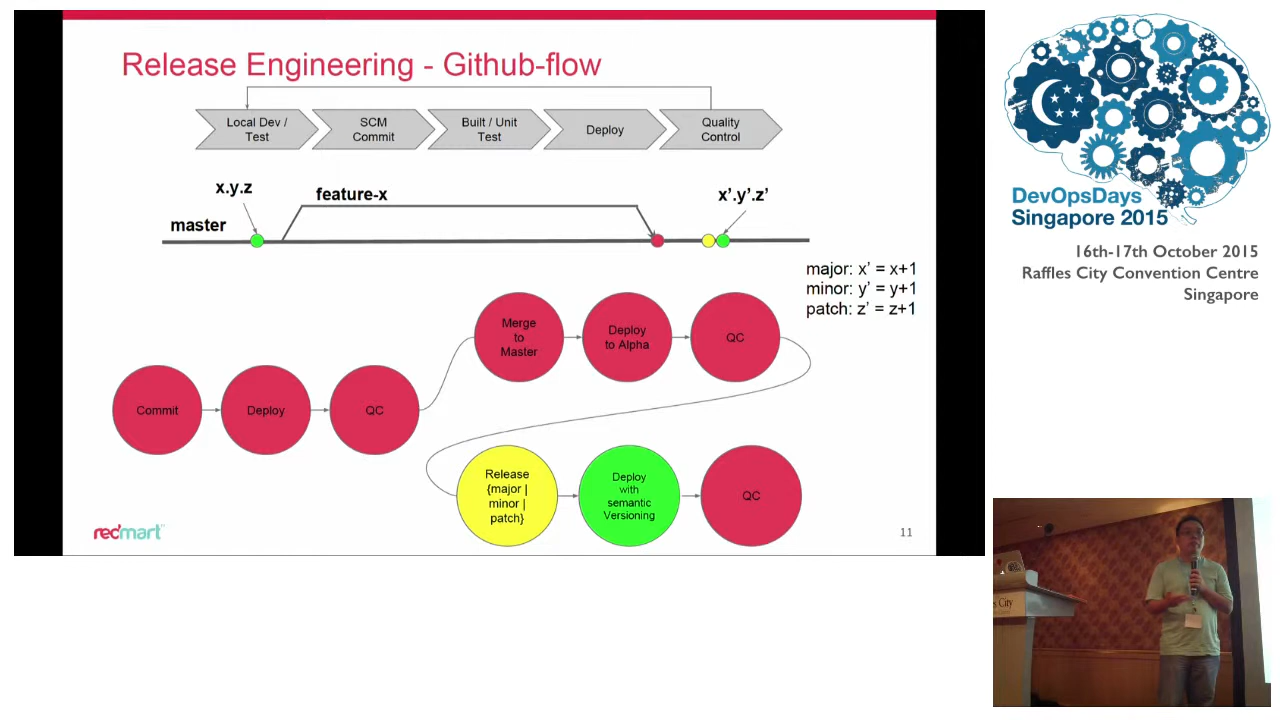 Release Engineering - Github-flow
Local Dev /
Test
SCM
Commit
Built / Unit
Test
Deploy
Quality
Control
x.y.z
feature-x
x’.y’.z’
master
major: x’ = x+1
minor: y’ = y+1
patch: z’ = z+1
Merge
to
Master
Deploy
to Alpha
QC
Commit
Deploy
QC
Release
{major |
minor |
patch}
Deploy
with
semantic
Versioning
QC
redmart
11
DevOpsDays
Singapore 2015
16th-17th October 2015
Raffles City Convention Centre
Singapore
City